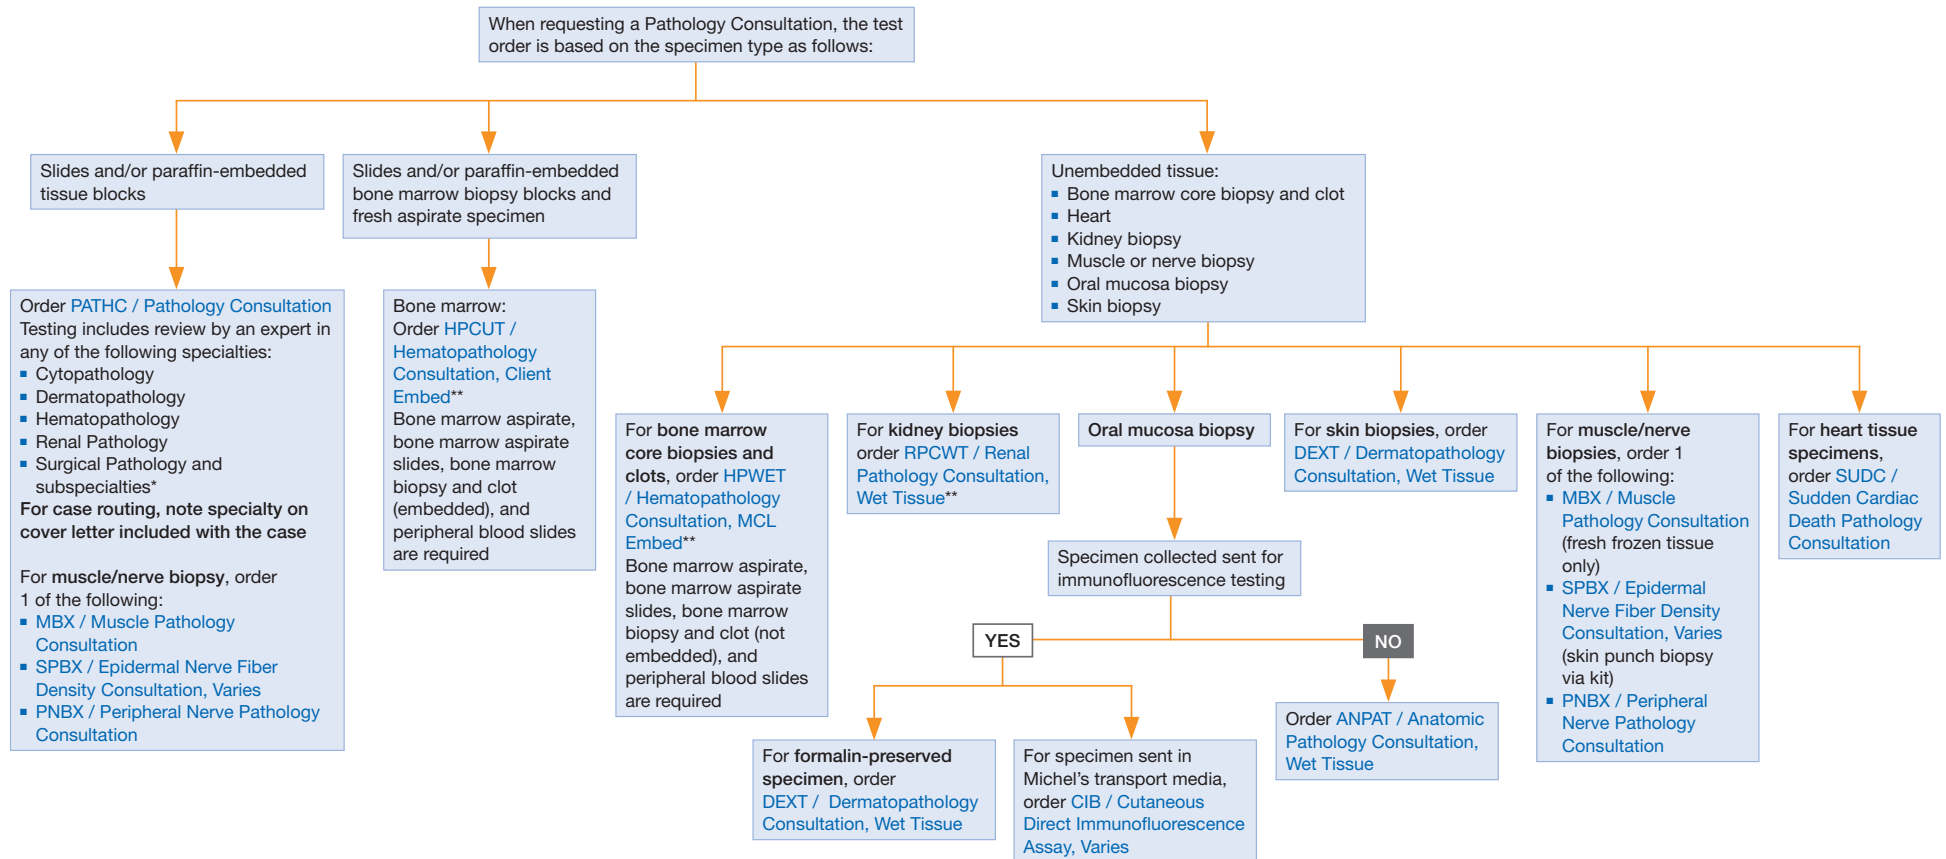 When requesting a Pathology Consultation, the test
order is based on the specimen type as follows:
Slides and/or paraffin-embedded
tissue blocks
Slides and/or paraffin-embedded
bone marrow biopsy blocks and
fresh aspirate specimen
Unembedded tissue:
▪ Bone marrow core biopsy and clot
▪ Heart
▪ Kidney biopsy
▪ Muscle or nerve biopsy
▪ Oral mucosa biopsy
▪ Skin biopsy
Order PATHC / Pathology Consultation
Testing includes review by an expert in
any of the following specialties:
▪ Cytopathology
▪ Dermatopathology
▪ Hematopathology
▪ Renal Pathology
▪ Surgical Pathology and
subspecialties*
For case routing, note specialty on
cover letter included with the case
For muscle/nerve biopsy, order
1 of the following:
▪ MBX / Muscle Pathology
Consultation
▪ SPBX / Epidermal Nerve Fiber
Density Consultation, Varies
▪ PNBX / Peripheral Nerve Pathology
Consultation
Bone marrow:
Order HPCUT /
Hematopathology
Consultation, Client
Embed**
Bone marrow aspirate,
bone marrow aspirate
slides, bone marrow
biopsy and clot
(embedded), and
peripheral blood slides
are required
For bone marrow
core biopsies and
clots, order HPWET
/ Hematopathology
Consultation, MCL
Embed**
Bone marrow aspirate,
bone marrow aspirate
slides, bone marrow
biopsy and clot (not
embedded), and
peripheral blood slides
are required
For kidney biopsies
order RPCWT / Renal
Pathology Consultation,
Wet Tissue**
Oral mucosa biopsy
For skin biopsies, order
DEXT / Dermatopathology
Consultation, Wet Tissue
For muscle/nerve
biopsies, order 1
of the following:
▪ MBX / Muscle
Pathology Consultation
(fresh frozen tissue
only)
▪ SPBX / Epidermal
Nerve Fiber Density
Consultation, Varies
(skin punch biopsy
via kit)
▪ PNBX / Peripheral
Nerve Pathology
Consultation
For heart tissue
specimens,
order SUDC /
Sudden Cardiac
Death Pathology
Consultation
Specimen collected sent for
immunofluorescence testing
YES
NO
For formalin-preserved
specimen, order
DEXT / Dermatopathology
Consultation, Wet Tissue
For specimen sent in
Michel's transport media,
order CIB / Cutaneous
Direct Immunofluorescence
Assay, Varies
Order ANPAT / Anatomic
Pathology Consultation,
Wet Tissue